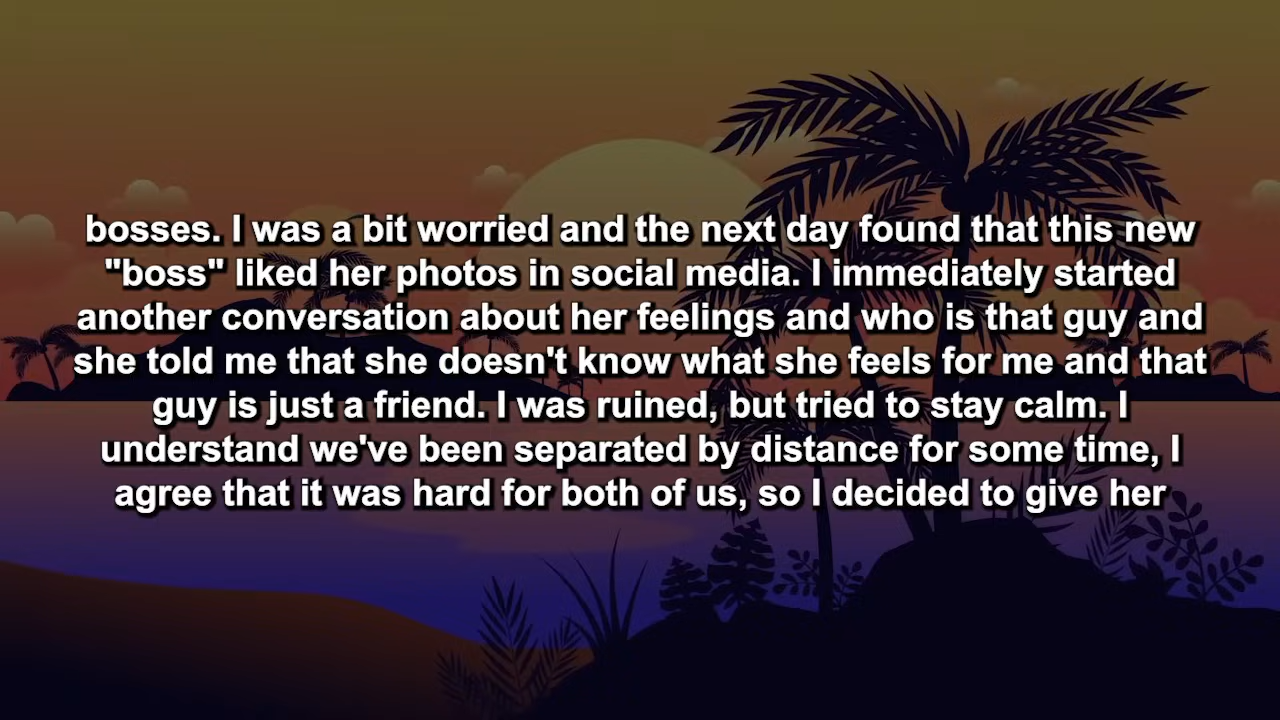 bosses. I was a bit worried and the next day found that this new
"boss" liked her photos in social media. I immediately started
another conversation about her feelings and who is that guy and
she told me that she doesn't know what she feels for me and that
guy is just a friend. I was ruined, but tried to stay calm. I
understand we've been separated by distance for some time, I
agree that it was hard for both of us, so I decided to give her